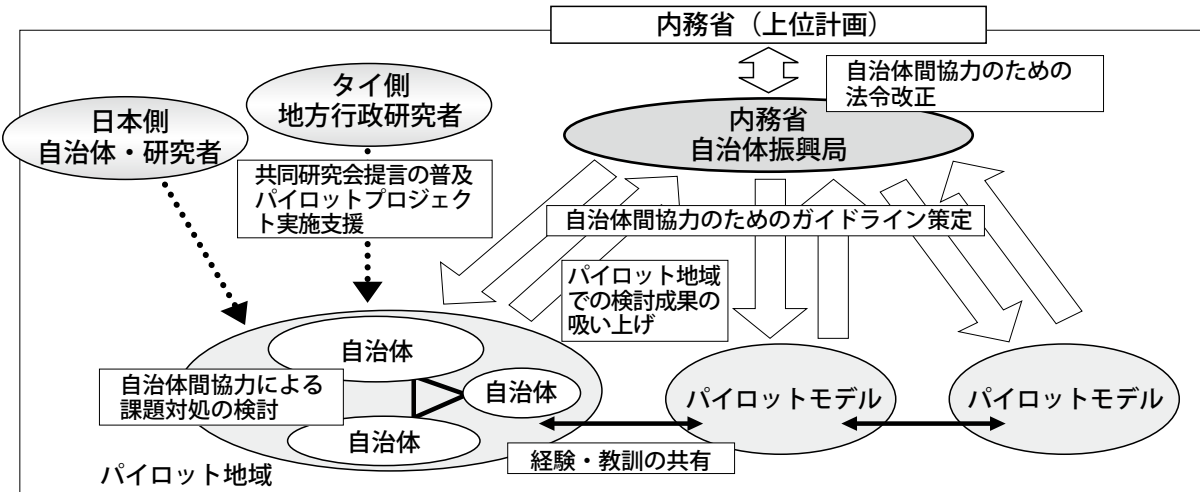 内務省（上位計画）
自治体間協力のための
法令改正
タイ側
地方行政研究者
日本側
自治体・研究者
内務省
自治体振興局
共同研究会提言の普及
パイロットプロジェク
ト実施支援
自治体間協力のためのガイドライン策定
パイロット地域
での検討成果の
吸い上げ
自治体
自治体間協力による
課題対処の検討
自治体
自治体
パイロットモデル
パイロットモデル
経験・教訓の共有
パイロット地域